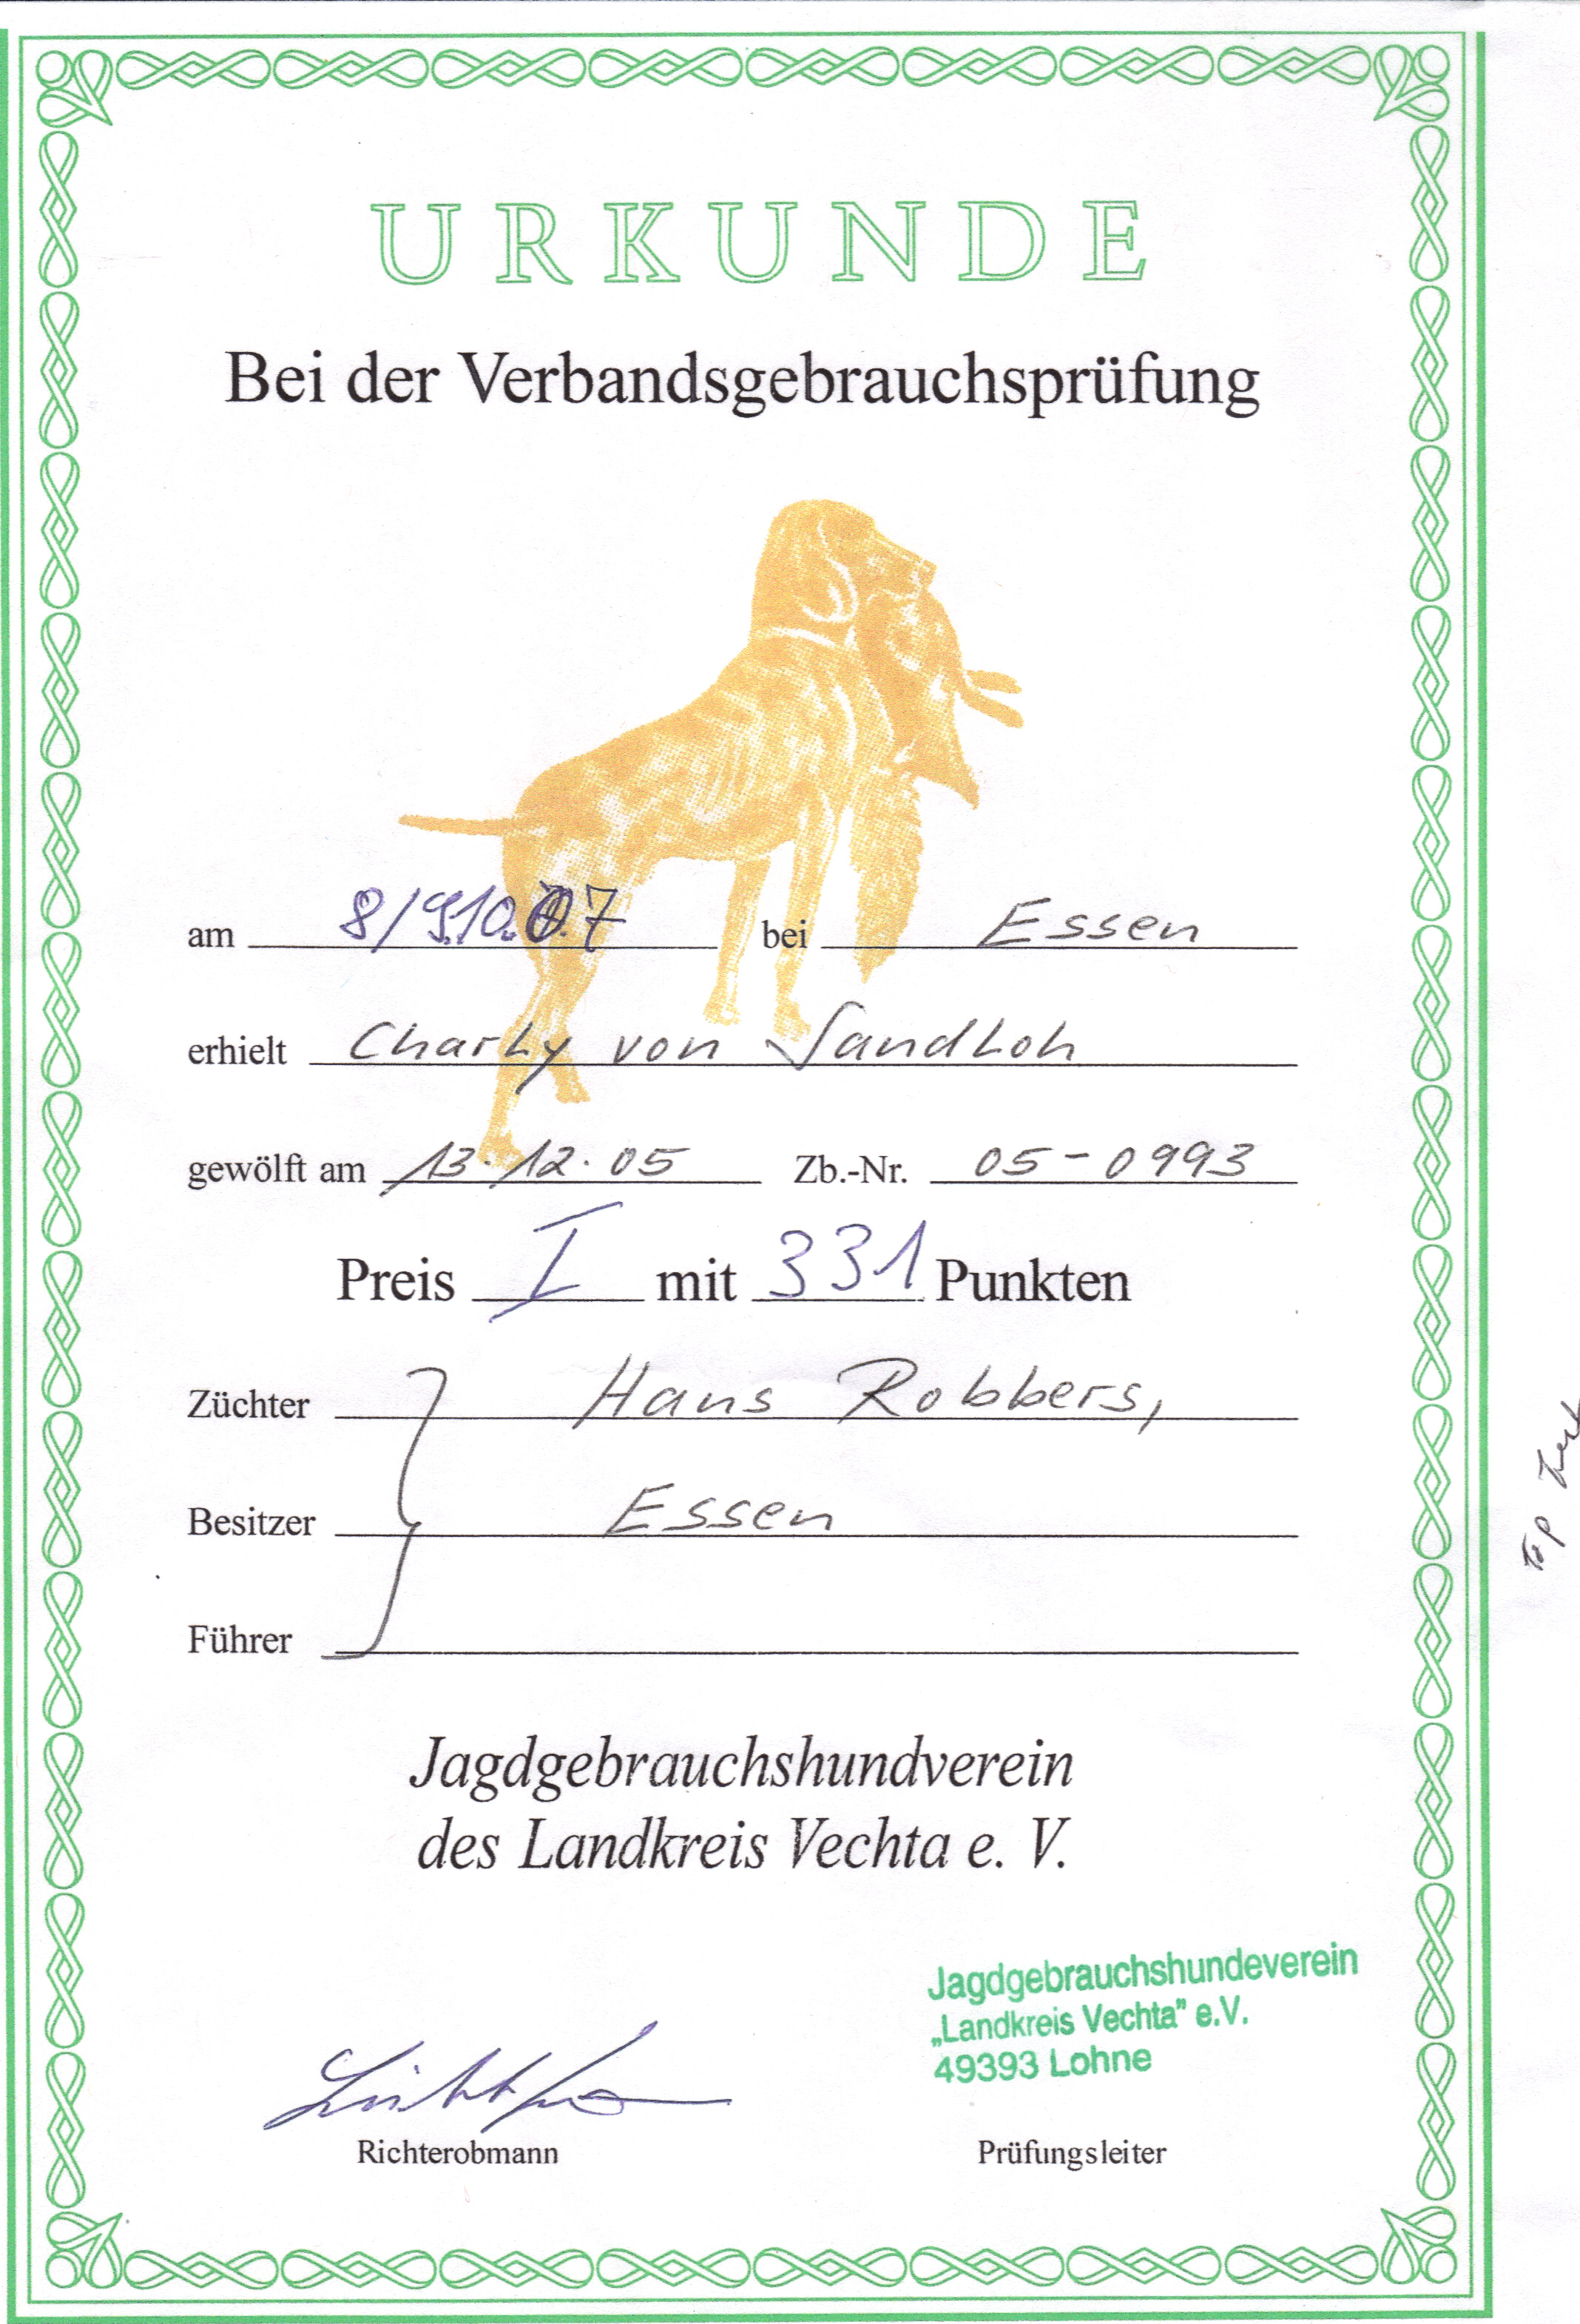 URKUNDE
Bei der Verbandsgebrauchsprüfung
am 8/9.10.07 bei Essen
erhielt Charly von Sandloh
gewölft am 13.12.05 Zb.-Nr. 05-0993
Preis I mit 331 Punkten
Züchter Hans Robbers,
Besitzer Essen
Führer
Jagdgebrauchshundverein
des Landkreis Vechta e. V.
Jagdgebrauchshundeverein
„Landkreis Vechta" e.V.
49393 Lohne
Richterobmann Prüfungsleiter